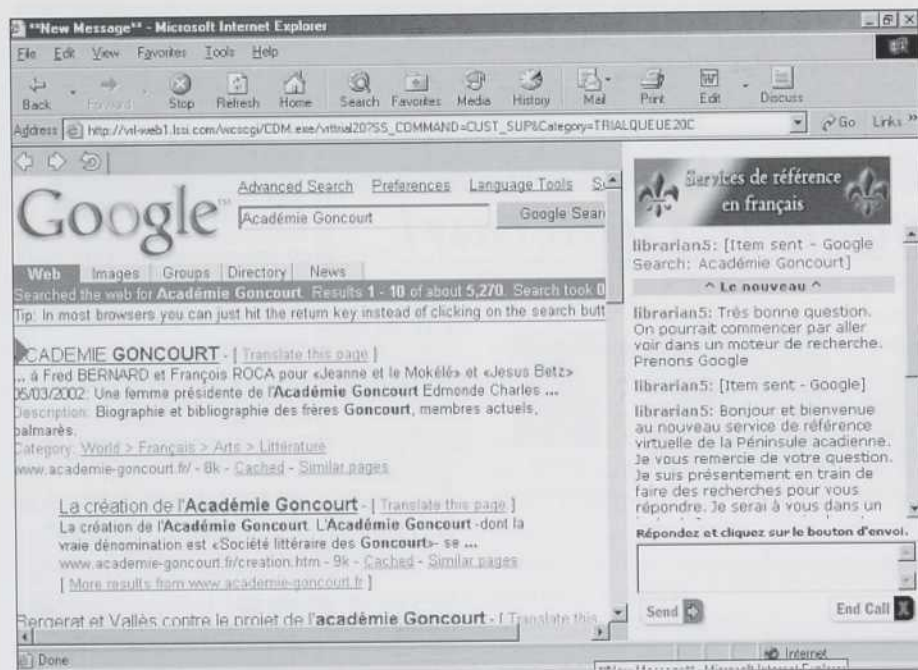 **New Message** - Microsoft Internet Explorer
File Edit View Favorites Tools Help
Back Forward Stop Refresh Home Search Favorites Media History Mail Print Edit Discuss
Address http://vrl-web1.lssi.com/wcscgi/CDM.exe/vrltrial20?SS_COMMAND=CUST_SUP&Category=TRIALQUEUE20C Go Links »
Advanced Search Preferences Language Tools
Google™
Académie Goncourt Google Sear
Web Images Groups Directory News
Searched the web for Académie Goncourt. Results 1 - 10 of about 5,270. Search took 0
Tip: In most browsers you can just hit the return key instead of clicking on the search butt
CADEMIE GONCOURT - [ Translate this page ]
... à Fred BERNARD et François ROCA pour «Jeanne et le Mokélé» et «Jesus Betz»
05/03/2002: Une femme présidente de l'Académie Goncourt Edmonde Charles ...
Description: Biographie et bibliographie des frères Goncourt, membres actuels,
palmarès.
Category: World > Français > Arts > Littérature
www.academie-goncourt.fr/ - 8k - Cached - Similar pages
La création de l'Académie Goncourt - [ Translate this page ]
La création de l'Académie Goncourt. L'Académie Goncourt -dont la
vraie dénomination est «Société littéraire des Goncourt»- se ...
www.academie-goncourt.fr/creation.htm - 9k - Cached - Similar pages
[ More results from www.academie-goncourt.fr ]
Bergerat et Vallès contre le projet de l'académie Goncourt - [ Translate this
Services de référence
en français
librarian5: [Item sent - Google
Search: Académie Goncourt]
^ Le nouveau ^
librarian5: Très bonne question.
On pourrait commencer par aller
voir dans un moteur de recherche.
Prenons Google
librarian5: [Item sent - Google]
librarian5: Bonjour et bienvenue
au nouveau service de référence
virtuelle de la Péninsule acadienne.
Je vous remercie de votre question.
Je suis présentement en train de
faire des recherches pour vous
répondre. Je serai à vous dans un
Répondez et cliquez sur le bouton d'envoi.
Send End Call X
Done Internet
**New Message** - Microsoft Internet Explorer